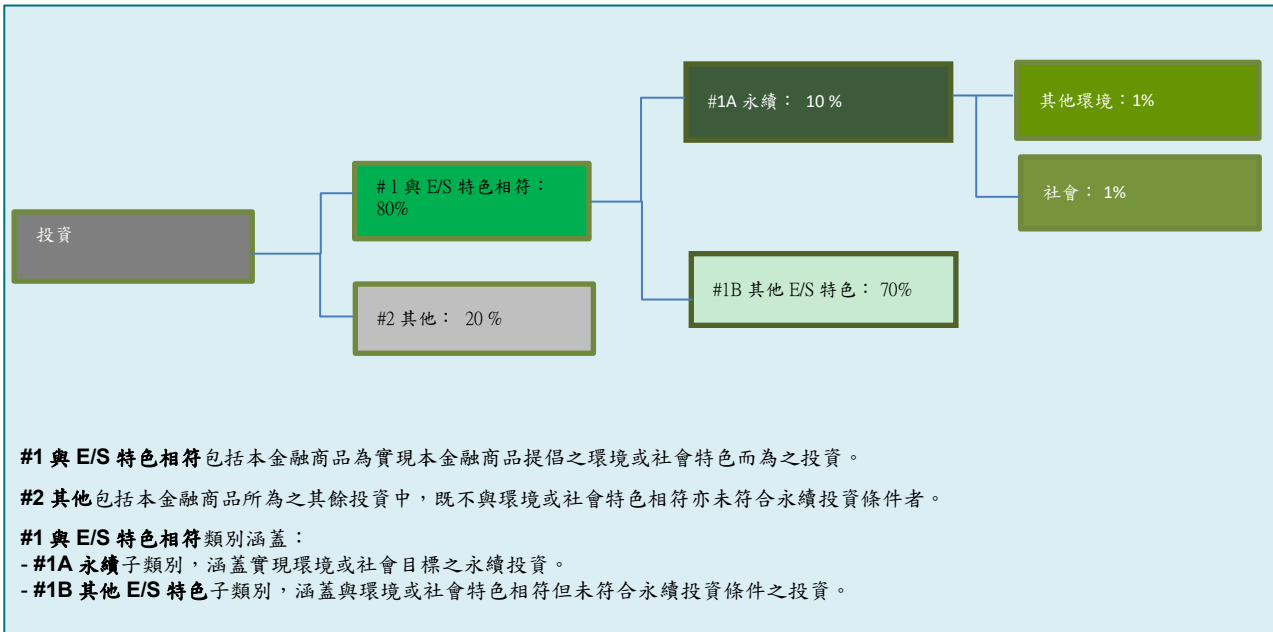 投資
# 1 與 E/S 特色相符：
80%
#2 其他： 20 %
#1A 永續： 10 %
#1B 其他 E/S 特色： 70%
其他環境：1%
社會： 1%
#1 與 E/S 特色相符包括本金融商品為實現本金融商品提倡之環境或社會特色而為之投資。
#2 其他包括本金融商品所為之其餘投資中，既不與環境或社會特色相符亦未符合永續投資條件者。
#1 與 E/S 特色相符類別涵蓋：
- #1A 永續子類別，涵蓋實現環境或社會目標之永續投資。
- #1B 其他 E/S 特色子類別，涵蓋與環境或社會特色相符但未符合永續投資條件之投資。